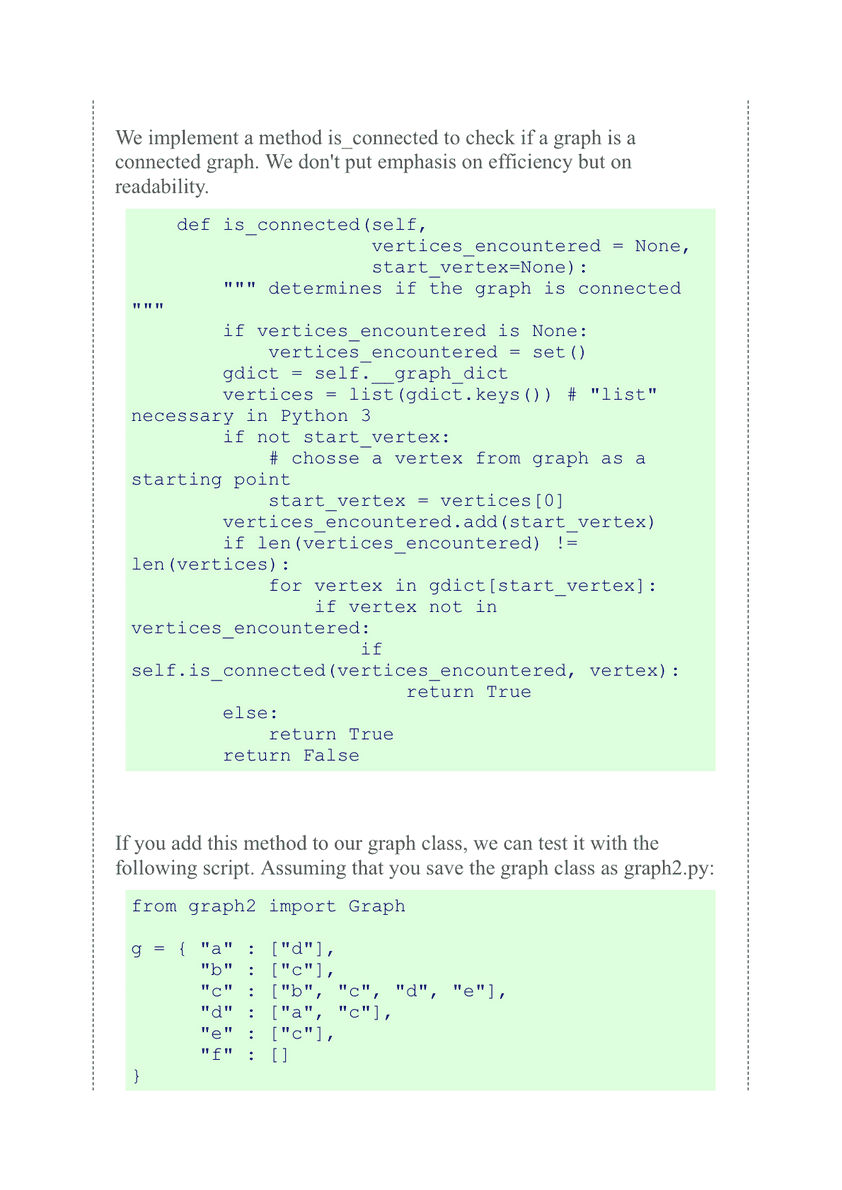 We implement a method is_connected to check if a graph is a
connected graph. We don't put emphasis on efficiency but on
readability.
    def is_connected(self,
                     vertices_encountered = None,
                     start_vertex=None):
        """ determines if the graph is connected
"""
        if vertices_encountered is None:
            vertices_encountered = set()
        gdict = self.__graph_dict
        vertices = list(gdict.keys()) # "list"
necessary in Python 3
        if not start_vertex:
            # chosse a vertex from graph as a
starting point
            start_vertex = vertices[0]
        vertices_encountered.add(start_vertex)
        if len(vertices_encountered) !=
len(vertices):
            for vertex in gdict[start_vertex]:
                if vertex not in
vertices_encountered:
                    if
self.is_connected(vertices_encountered, vertex):
                        return True
        else:
            return True
        return False
If you add this method to our graph class, we can test it with the
following script. Assuming that you save the graph class as graph2.py:
from graph2 import Graph
g = { "a" : ["d"],
      "b" : ["c"],
      "c" : ["b", "c", "d", "e"],
      "d" : ["a", "c"],
      "e" : ["c"],
      "f" : []
}